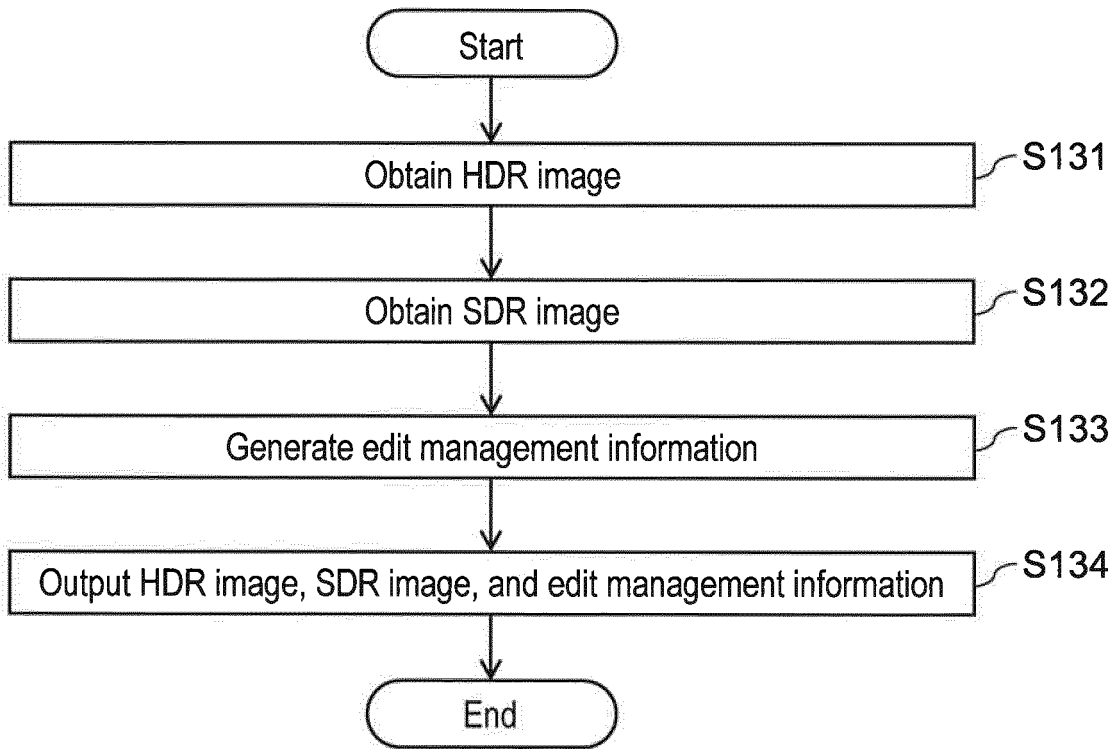 Start
Obtain HDR image
S131
Obtain SDR image
S132
Generate edit management information
S133
Output HDR image, SDR image, and edit management information
S134
End